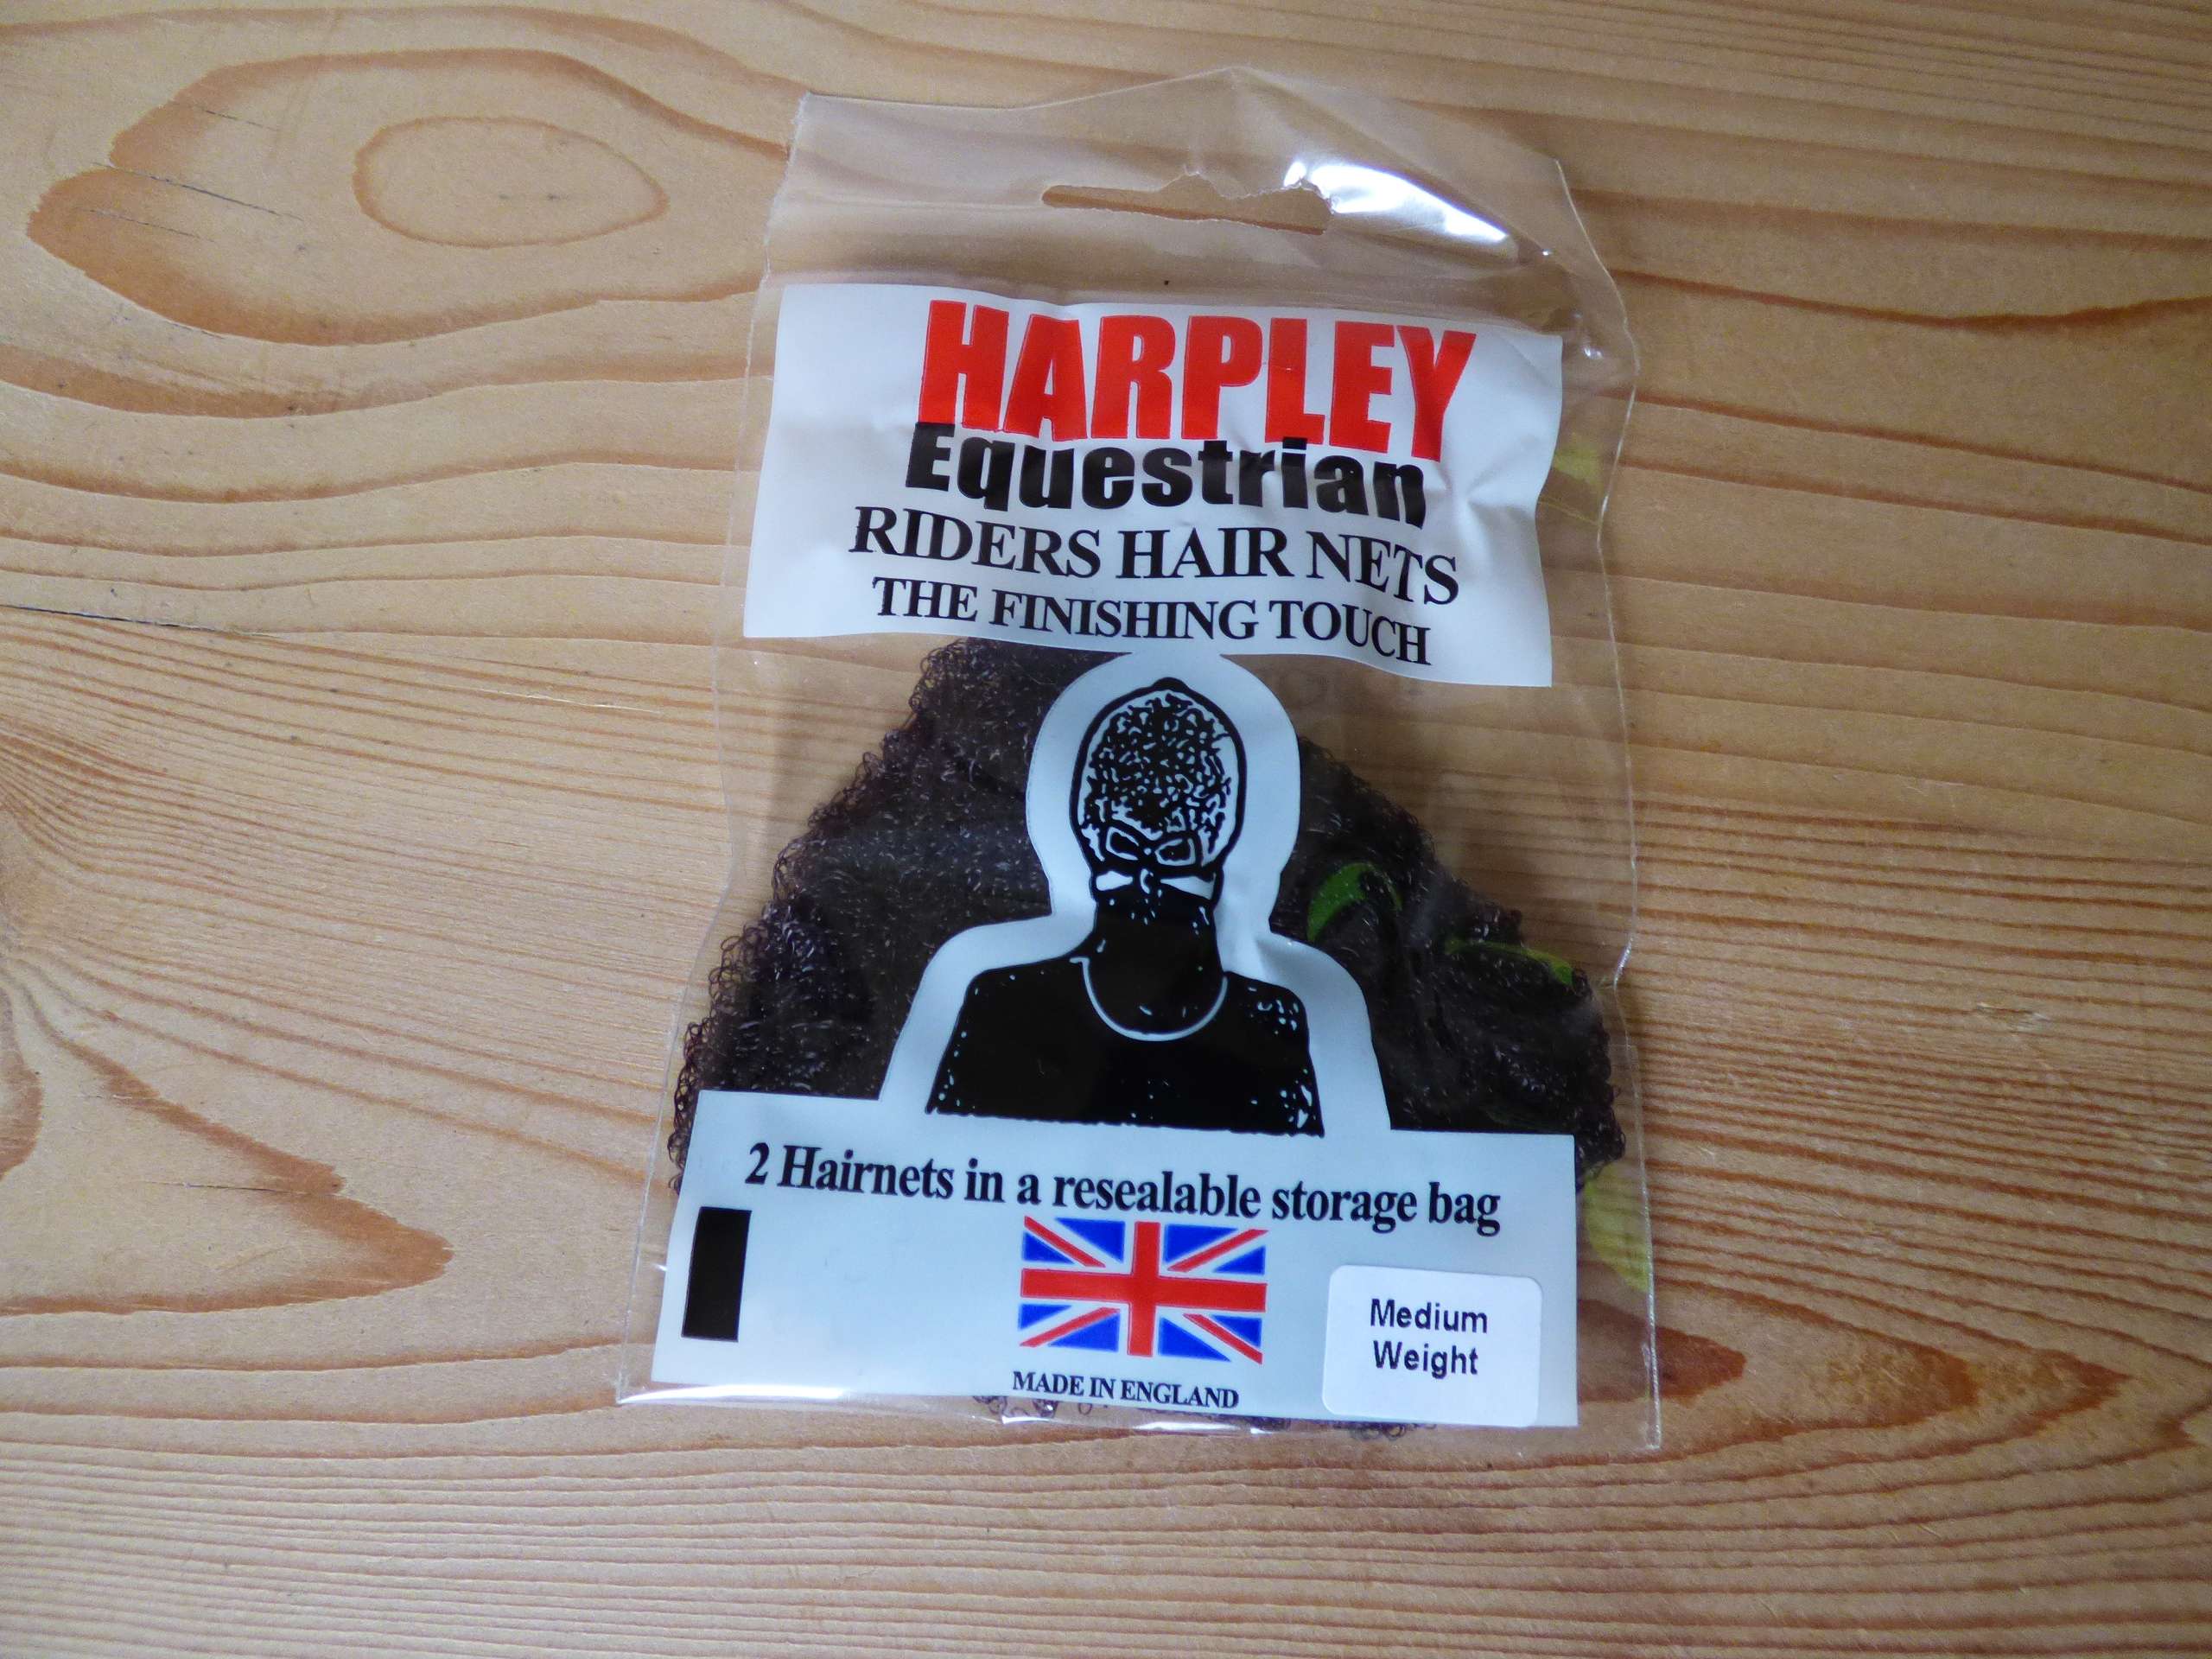 HARPLEY
Equestrian
RIDERS HAIR NETS
THE FINISHING TOUCH
2 Hairnets in a resealable storage bag
MADE IN ENGLAND
Medium
Weight